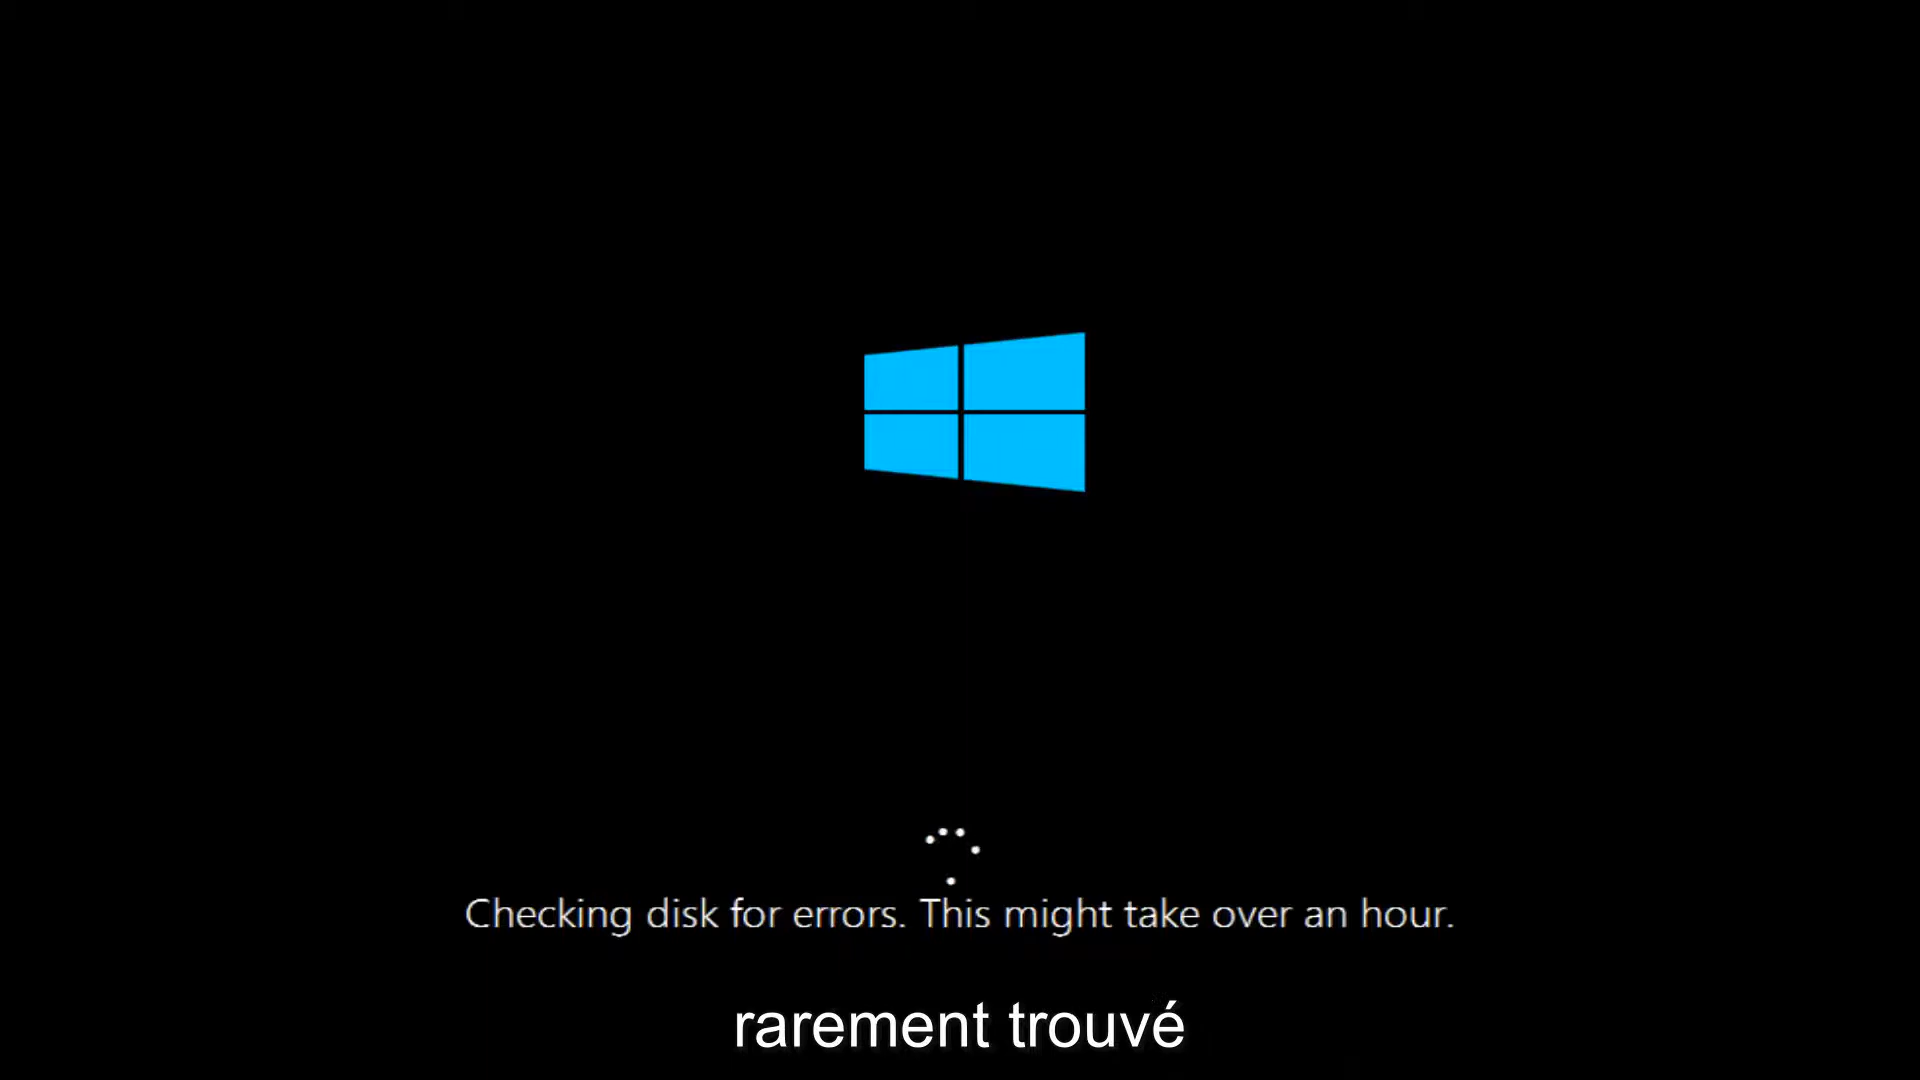 Checking disk for errors. This might take over an hour.
rarement trouvé